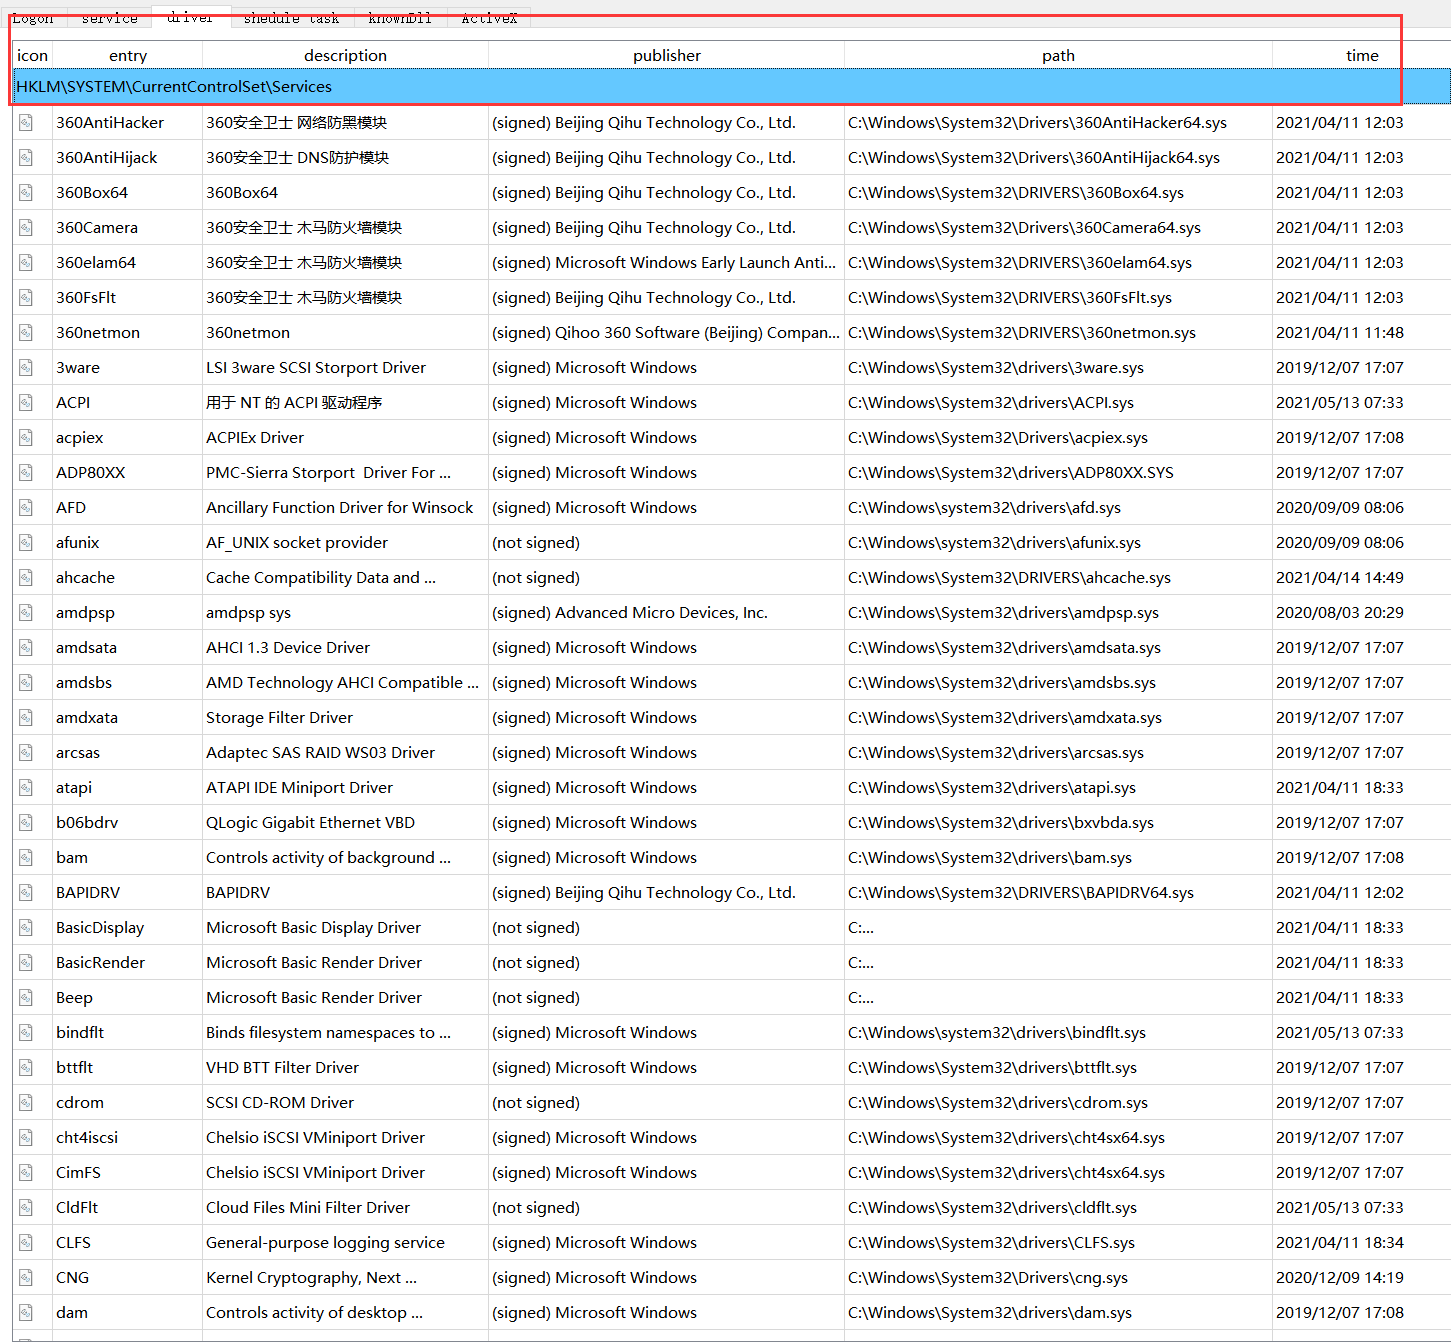 Logon service driver shedule task knownDll ActiveX
icon entry description publisher path time
HKLM\SYSTEM\CurrentControlSet\Services
360AntiHacker 360安全卫士 网络防黑模块 (signed) Beijing Qihu Technology Co., Ltd. C:\Windows\System32\Drivers\360AntiHacker64.sys 2021/04/11 12:03
360AntiHijack 360安全卫士 DNS防护模块 (signed) Beijing Qihu Technology Co., Ltd. C:\Windows\System32\Drivers\360AntiHijack64.sys 2021/04/11 12:03
360Box64 360Box64 (signed) Beijing Qihu Technology Co., Ltd. C:\Windows\System32\DRIVERS\360Box64.sys 2021/04/11 12:03
360Camera 360安全卫士 木马防火墙模块 (signed) Beijing Qihu Technology Co., Ltd. C:\Windows\System32\Drivers\360Camera64.sys 2021/04/11 12:03
360elam64 360安全卫士 木马防火墙模块 (signed) Microsoft Windows Early Launch Anti... C:\Windows\System32\DRIVERS\360elam64.sys 2021/04/11 12:03
360FsFlt 360安全卫士 木马防火墙模块 (signed) Beijing Qihu Technology Co., Ltd. C:\Windows\System32\DRIVERS\360FsFlt.sys 2021/04/11 12:03
360netmon 360netmon (signed) Qihoo 360 Software (Beijing) Compan... C:\Windows\System32\DRIVERS\360netmon.sys 2021/04/11 11:48
3ware LSI 3ware SCSI Storport Driver (signed) Microsoft Windows C:\Windows\System32\drivers\3ware.sys 2019/12/07 17:07
ACPI 用于 NT 的 ACPI 驱动程序 (signed) Microsoft Windows C:\Windows\System32\drivers\ACPI.sys 2021/05/13 07:33
acpiex ACPIEx Driver (signed) Microsoft Windows C:\Windows\System32\Drivers\acpiex.sys 2019/12/07 17:08
ADP80XX PMC-Sierra Storport  Driver For ... (signed) Microsoft Windows C:\Windows\System32\drivers\ADP80XX.SYS 2019/12/07 17:07
AFD Ancillary Function Driver for Winsock (signed) Microsoft Windows C:\Windows\system32\drivers\afd.sys 2020/09/09 08:06
afunix AF_UNIX socket provider (not signed) C:\Windows\system32\drivers\afunix.sys 2020/09/09 08:06
ahcache Cache Compatibility Data and ... (not signed) C:\Windows\System32\DRIVERS\ahcache.sys 2021/04/14 14:49
amdpsp amdpsp sys (signed) Advanced Micro Devices, Inc. C:\Windows\System32\drivers\amdpsp.sys 2020/08/03 20:29
amdsata AHCI 1.3 Device Driver (signed) Microsoft Windows C:\Windows\System32\drivers\amdsata.sys 2019/12/07 17:07
amdsbs AMD Technology AHCI Compatible ... (signed) Microsoft Windows C:\Windows\System32\drivers\amdsbs.sys 2019/12/07 17:07
amdxata Storage Filter Driver (signed) Microsoft Windows C:\Windows\System32\drivers\amdxata.sys 2019/12/07 17:07
arcsas Adaptec SAS RAID WS03 Driver (signed) Microsoft Windows C:\Windows\System32\drivers\arcsas.sys 2019/12/07 17:07
atapi ATAPI IDE Miniport Driver (signed) Microsoft Windows C:\Windows\System32\drivers\atapi.sys 2021/04/11 18:33
b06bdrv QLogic Gigabit Ethernet VBD (signed) Microsoft Windows C:\Windows\System32\drivers\bxvbda.sys 2019/12/07 17:07
bam Controls activity of background ... (signed) Microsoft Windows C:\Windows\System32\drivers\bam.sys 2019/12/07 17:08
BAPIDRV BAPIDRV (signed) Beijing Qihu Technology Co., Ltd. C:\Windows\System32\DRIVERS\BAPIDRV64.sys 2021/04/11 12:02
BasicDisplay Microsoft Basic Display Driver (not signed) C:... 2021/04/11 18:33
BasicRender Microsoft Basic Render Driver (not signed) C:... 2021/04/11 18:33
Beep Microsoft Basic Render Driver (not signed) C:... 2021/04/11 18:33
bindflt Binds filesystem namespaces to ... (signed) Microsoft Windows C:\Windows\system32\drivers\bindflt.sys 2021/05/13 07:33
bttflt VHD BTT Filter Driver (signed) Microsoft Windows C:\Windows\System32\drivers\bttflt.sys 2019/12/07 17:07
cdrom SCSI CD-ROM Driver (not signed) C:\Windows\System32\drivers\cdrom.sys 2019/12/07 17:07
cht4iscsi Chelsio iSCSI VMiniport Driver (signed) Microsoft Windows C:\Windows\System32\drivers\cht4sx64.sys 2019/12/07 17:07
CimFS Chelsio iSCSI VMiniport Driver (signed) Microsoft Windows C:\Windows\System32\drivers\cht4sx64.sys 2019/12/07 17:07
CldFlt Cloud Files Mini Filter Driver (not signed) C:\Windows\System32\drivers\cldflt.sys 2021/05/13 07:33
CLFS General-purpose logging service (signed) Microsoft Windows C:\Windows\System32\drivers\CLFS.sys 2021/04/11 18:34
CNG Kernel Cryptography, Next ... (signed) Microsoft Windows C:\Windows\System32\Drivers\cng.sys 2020/12/09 14:19
dam Controls activity of desktop ... (signed) Microsoft Windows C:\Windows\System32\drivers\dam.sys 2019/12/07 17:08